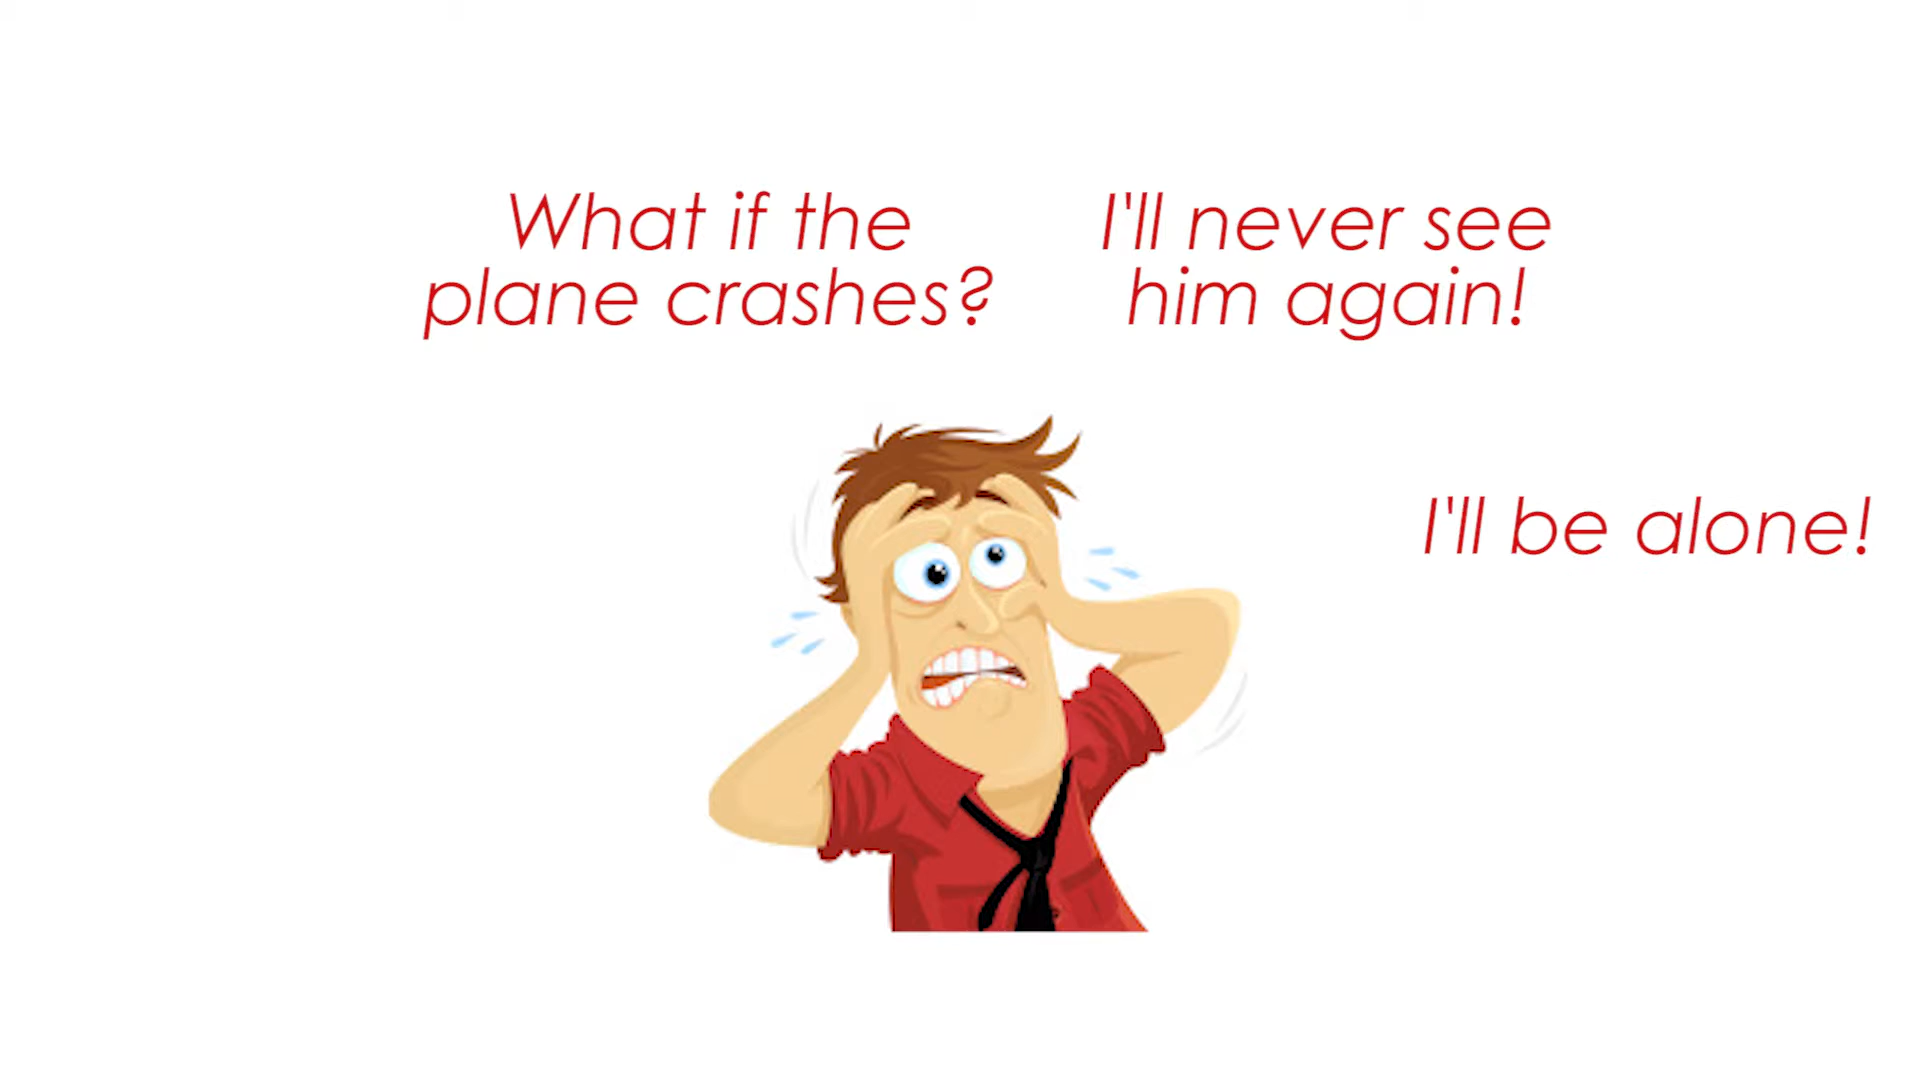 What if the
plane crashes?
I'll never see
him again!
I'll be alone!